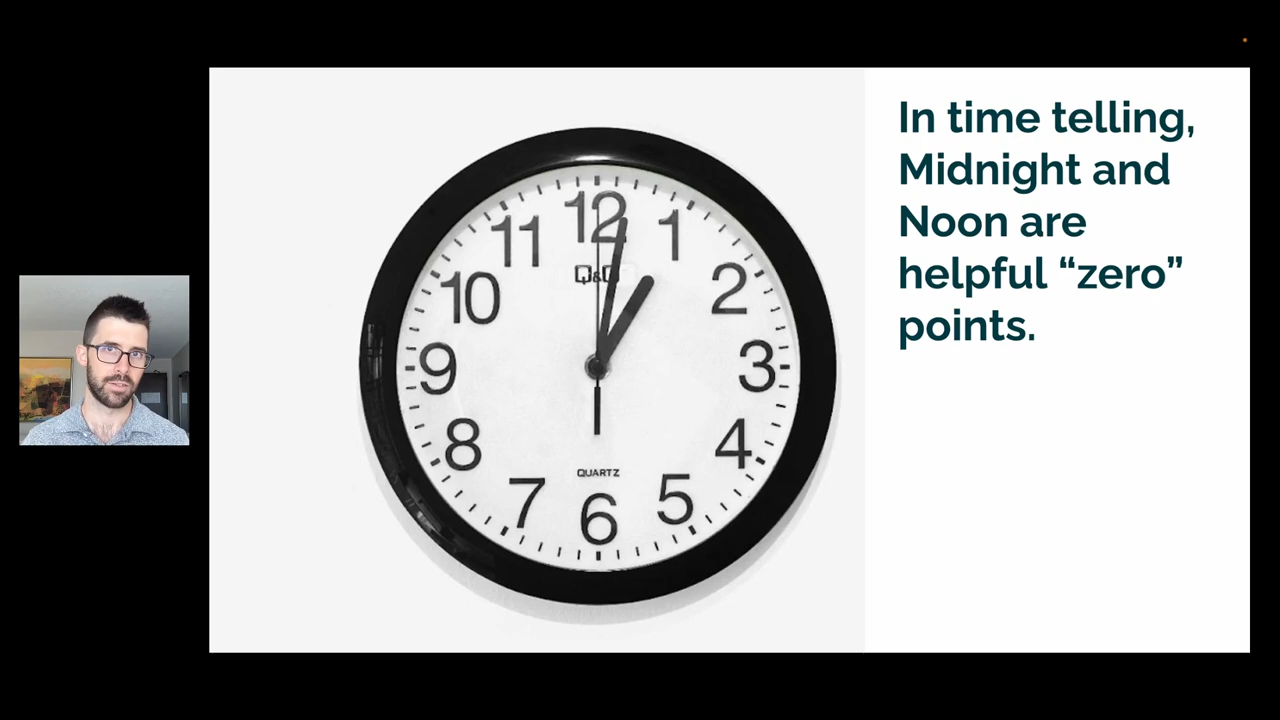 In time telling,
Midnight and
Noon are
helpful “zero”
points.
12
1
2
3
4
5
6
7
8
9
10
11
Q&Q
QUARTZ